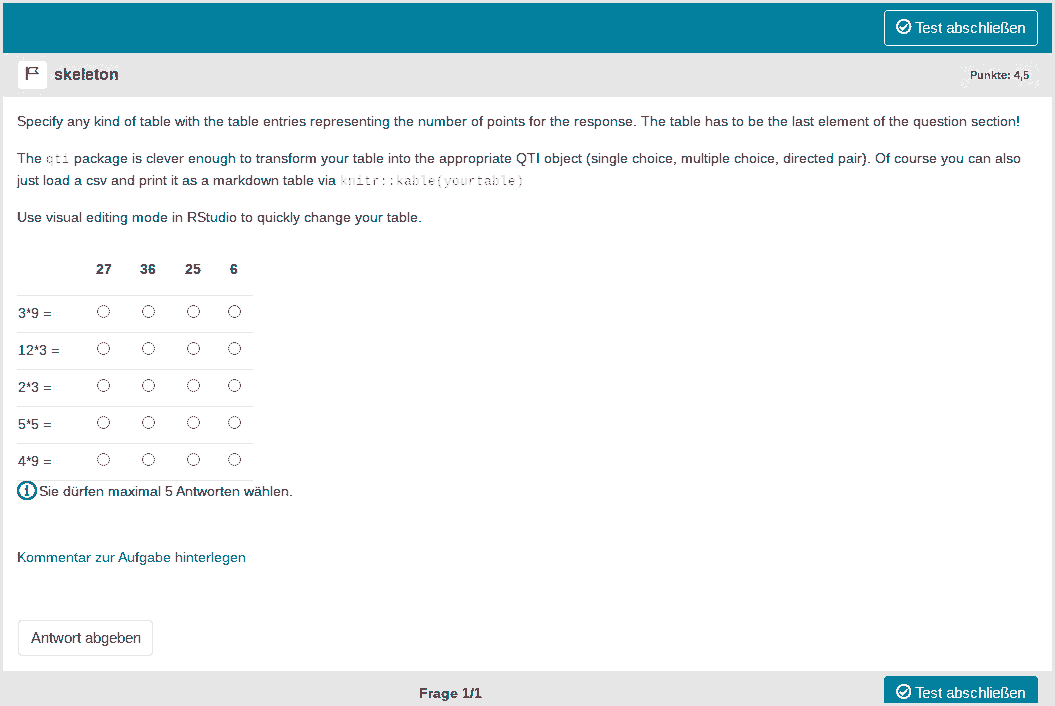 Test abschließen
skeleton
Punkte: 4,5
Specify any kind of table with the table entries representing the number of points for the response. The table has to be the last element of the question section!
The qti package is clever enough to transform your table into the appropriate QTI object (single choice, multiple choice, directed pair). Of course you can also
just load a csv and print it as a markdown table via knitr::kable(yourtable)
Use visual editing mode in RStudio to quickly change your table.
27 36 25 6
3*9 =
12*3 =
2*3 =
5*5 =
4*9 =
Sie dürfen maximal 5 Antworten wählen.
Kommentar zur Aufgabe hinterlegen
Antwort abgeben
Frage 1/1
Test abschließen